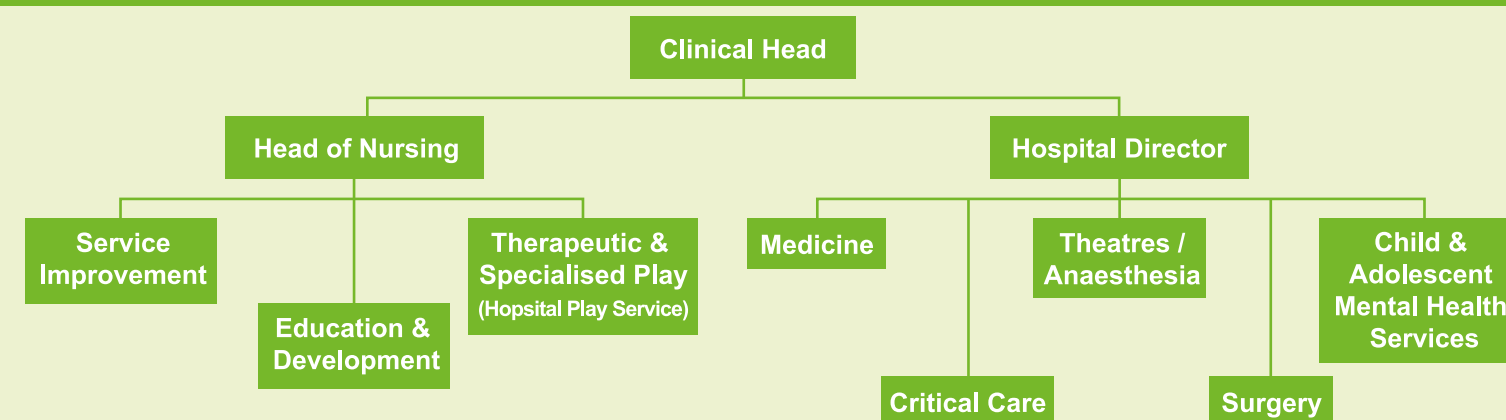 Clinical Head
Head of Nursing
Hospital Director
Service
Improvement
Education &
Development
Therapeutic &
Specialised Play
(Hopsital Play Service)
Medicine
Critical Care
Theatres /
Anaesthesia
Surgery
Child &
Adolescent
Mental Health
Services